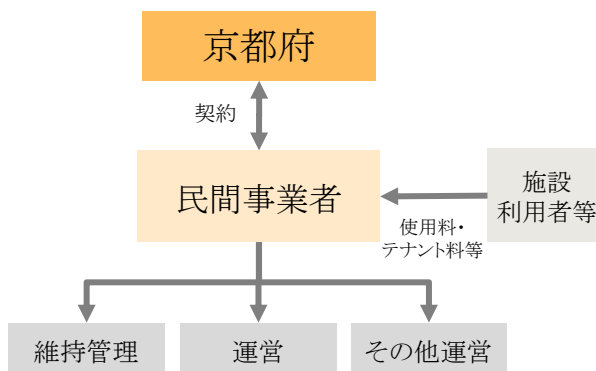 京都府
契約
民間事業者
施設
利用者等
使用料・
テナント料等
維持管理
運営
その他運営